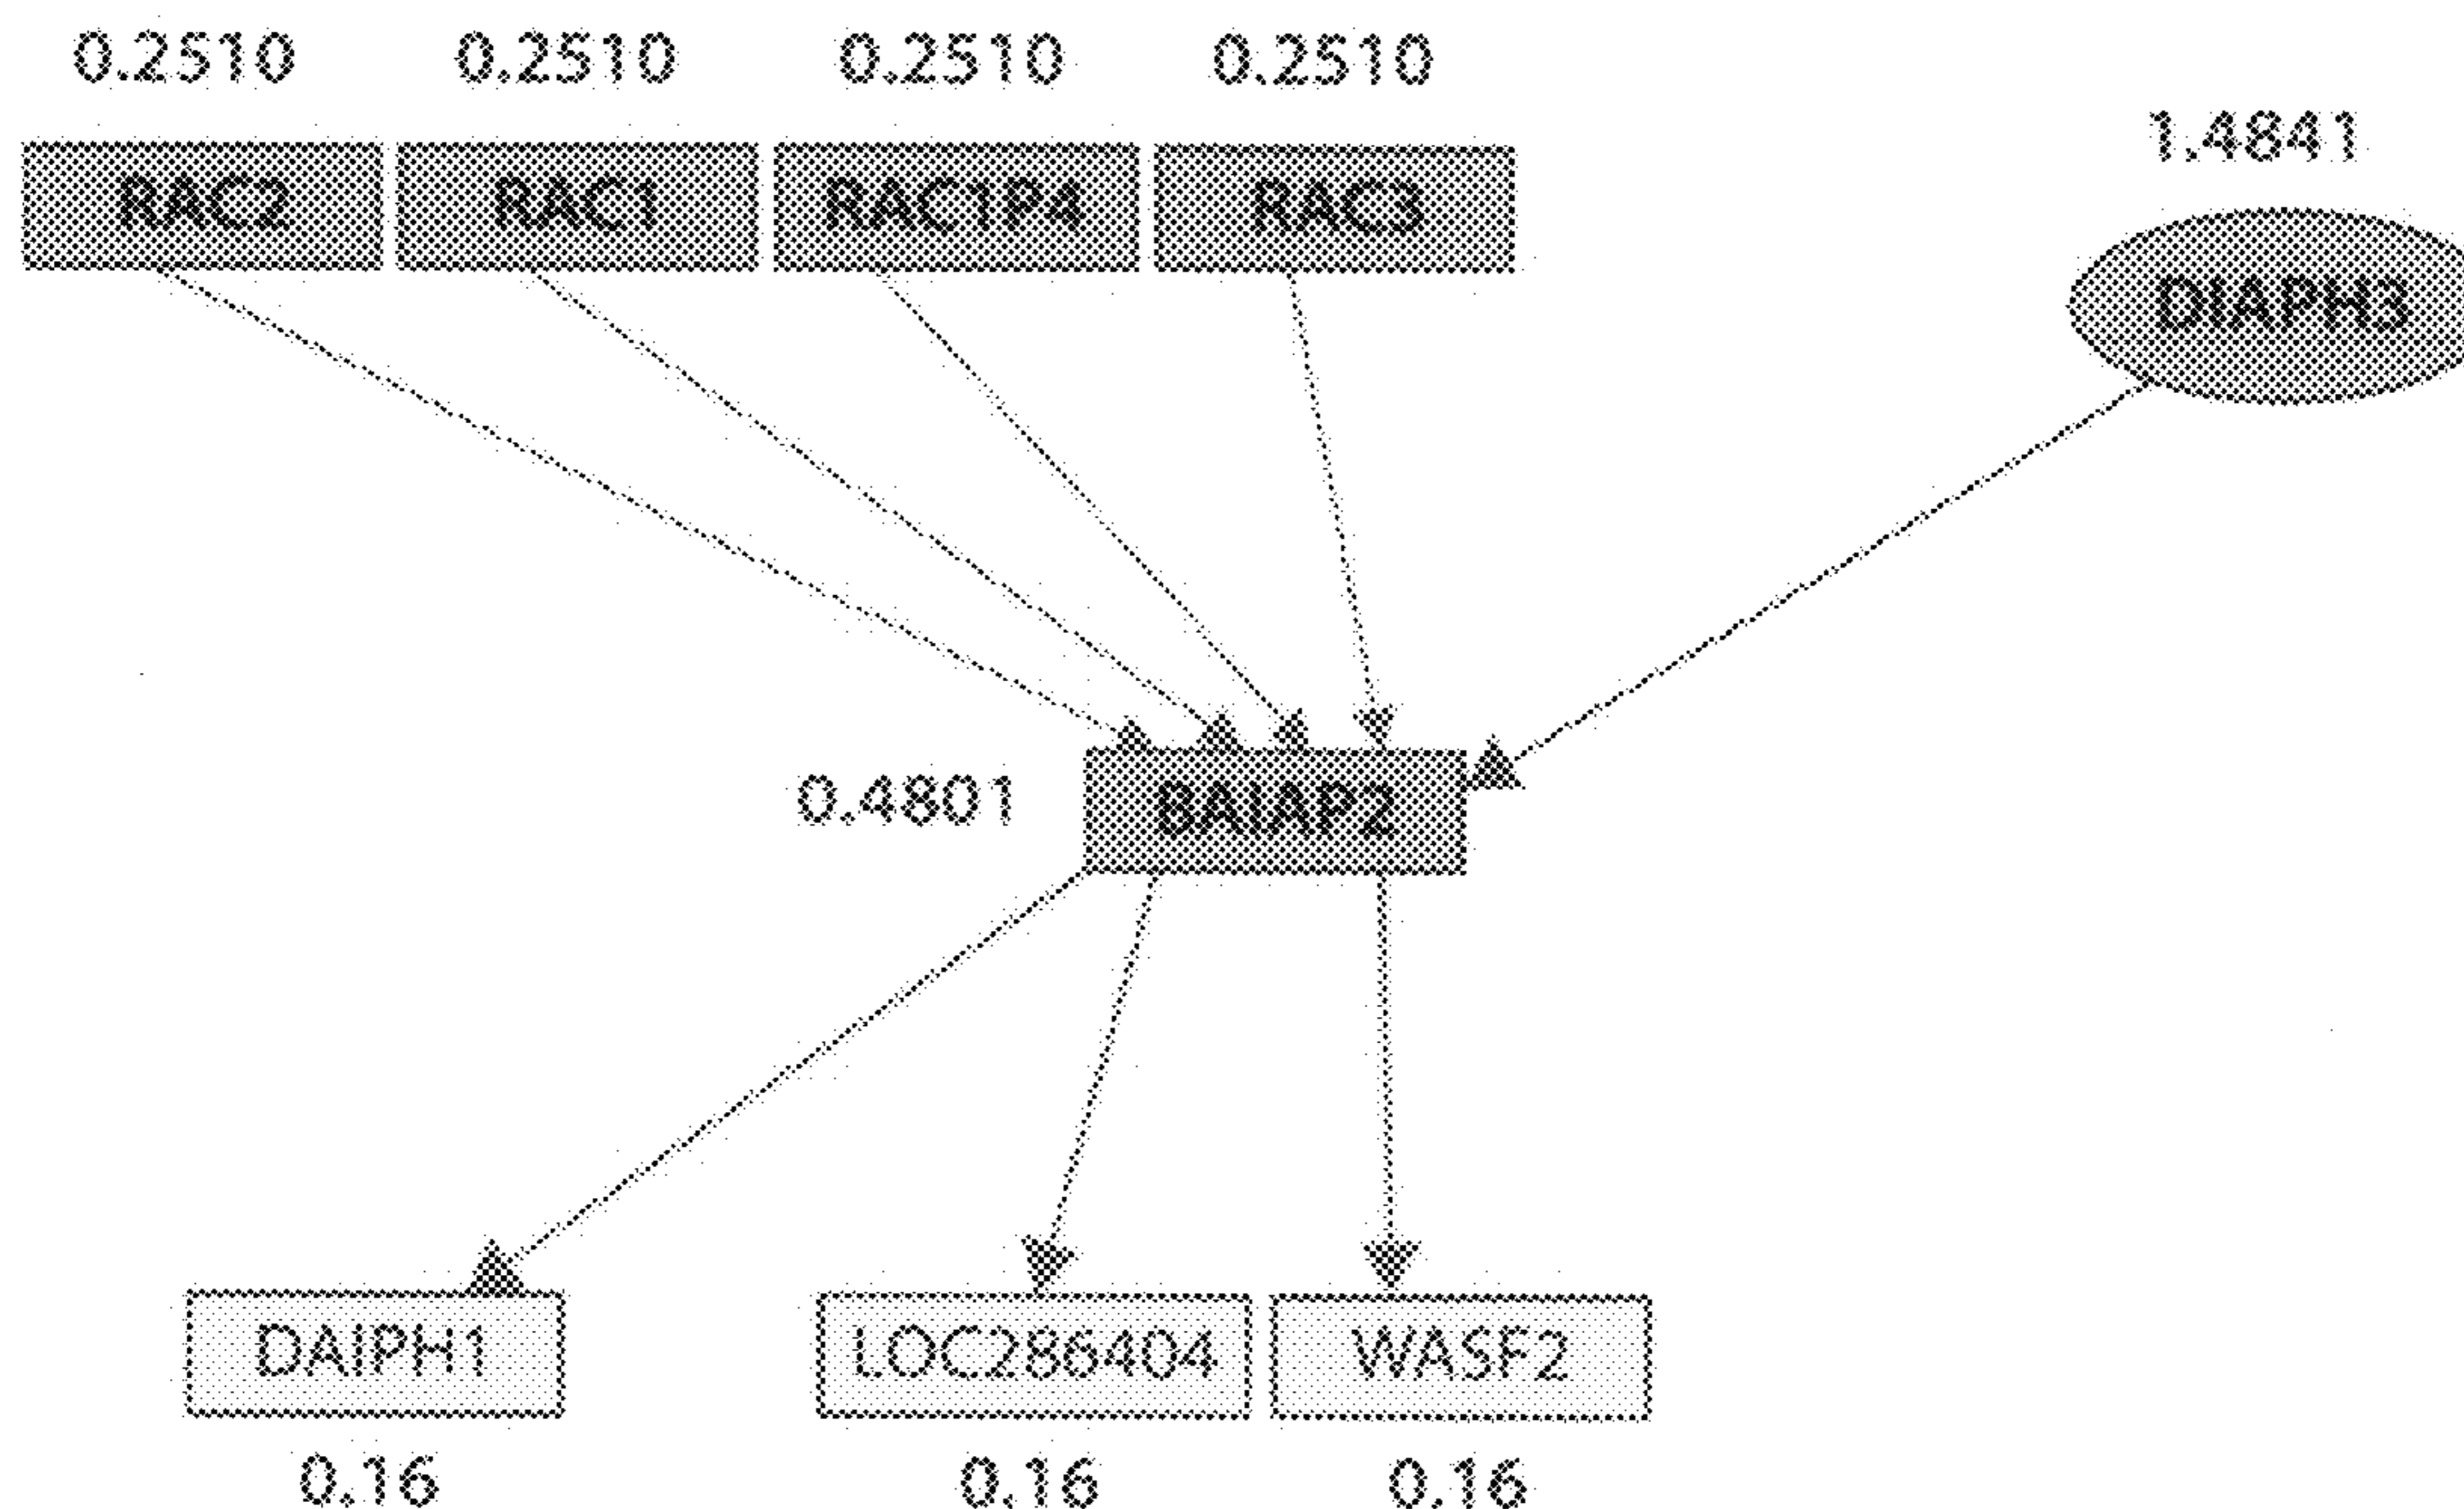 0.2510 0.2510 0.2510 0.2510
1.4841
RAC2 RAC1 RAC1P4 RAC3
DIAPH3
0.4801 BAIAP2
DAIPH1 LOC286404 WASF2
0.16 0.16 0.16